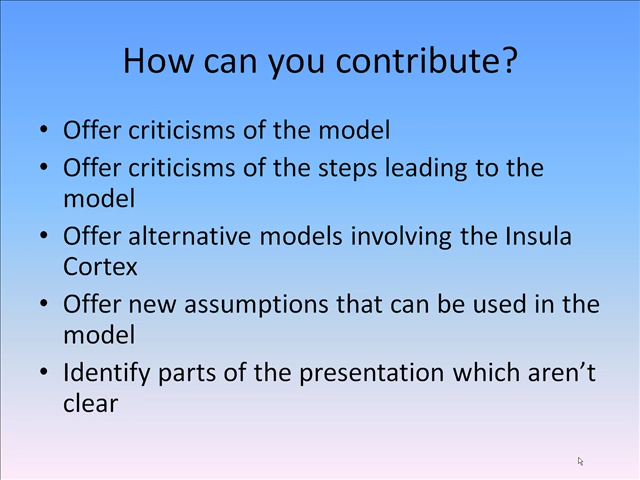 How can you contribute?
• Offer criticisms of the model
• Offer criticisms of the steps leading to the
model
• Offer alternative models involving the Insula
Cortex
• Offer new assumptions that can be used in the
model
• Identify parts of the presentation which aren’t
clear